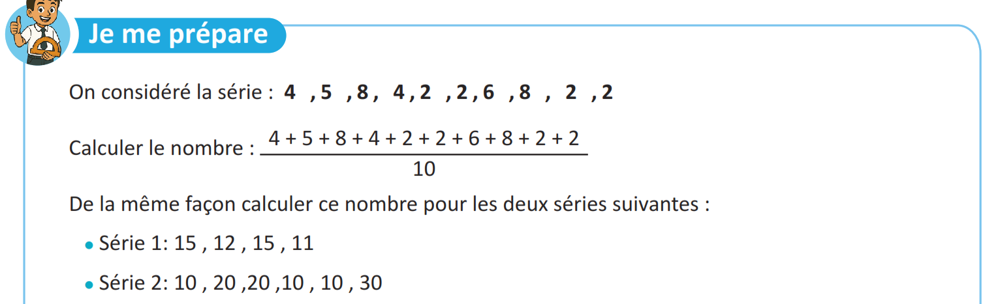 Je me prépare
On considéré la série : 4 , 5 , 8 , 4 , 2 , 2 , 6 , 8 , 2 , 2
Calculer le nombre : 4 + 5 + 8 + 4 + 2 + 2 + 6 + 8 + 2 + 2
10
De la même façon calculer ce nombre pour les deux séries suivantes :
• Série 1: 15 , 12 , 15 , 11
• Série 2: 10 , 20 ,20 ,10 , 10 , 30